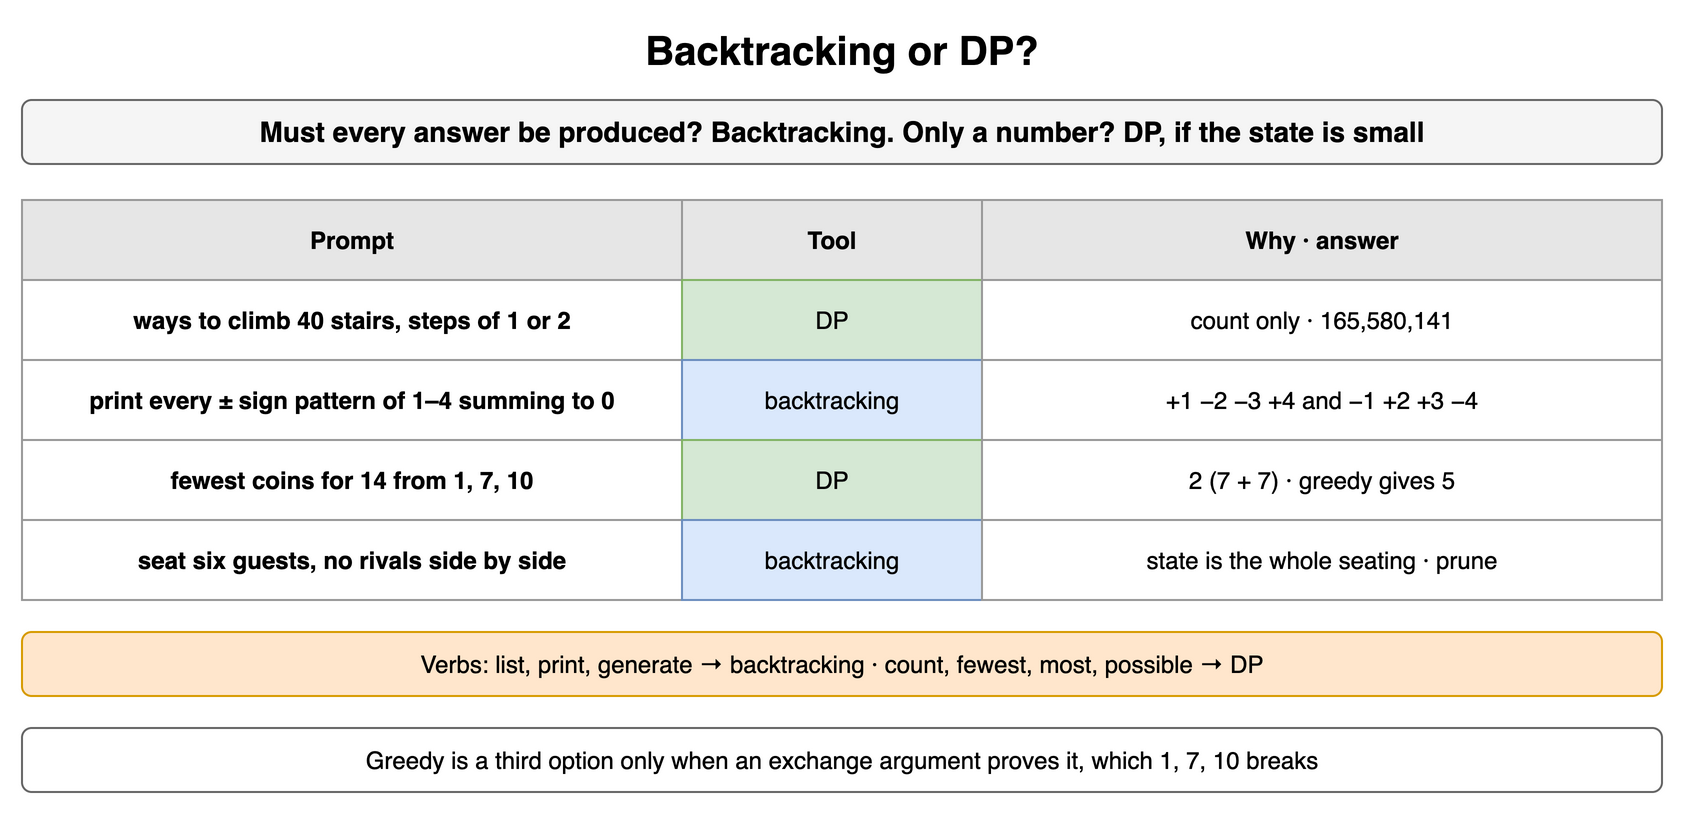 Backtracking or DP?
Must every answer be produced? Backtracking. Only a number? DP, if the state is small
Prompt Tool Why · answer
ways to climb 40 stairs, steps of 1 or 2 DP count only · 165,580,141
print every ± sign pattern of 1–4 summing to 0 backtracking +1 −2 −3 +4 and −1 +2 +3 −4
fewest coins for 14 from 1, 7, 10 DP 2 (7 + 7) · greedy gives 5
seat six guests, no rivals side by side backtracking state is the whole seating · prune
Verbs: list, print, generate → backtracking · count, fewest, most, possible → DP
Greedy is a third option only when an exchange argument proves it, which 1, 7, 10 breaks